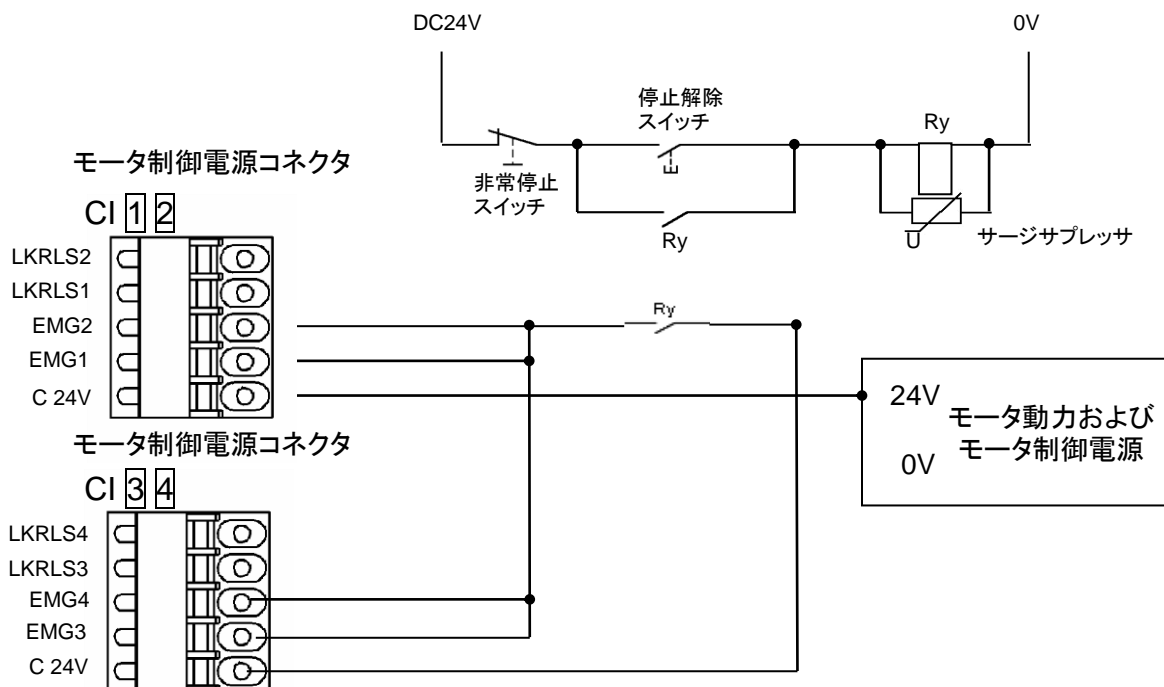 DC24V
0V
停止解除
スイッチ
Ry
モータ制御電源コネクタ
非常停止
スイッチ
CI 1 2
Ry
U
サージサプレッサ
LKRLS2
LKRLS1
EMG2
EMG1
C 24V
Ry
24V
モータ動力および
モータ制御電源
0V
モータ制御電源コネクタ
CI 3 4
LKRLS4
LKRLS3
EMG4
EMG3
C 24V